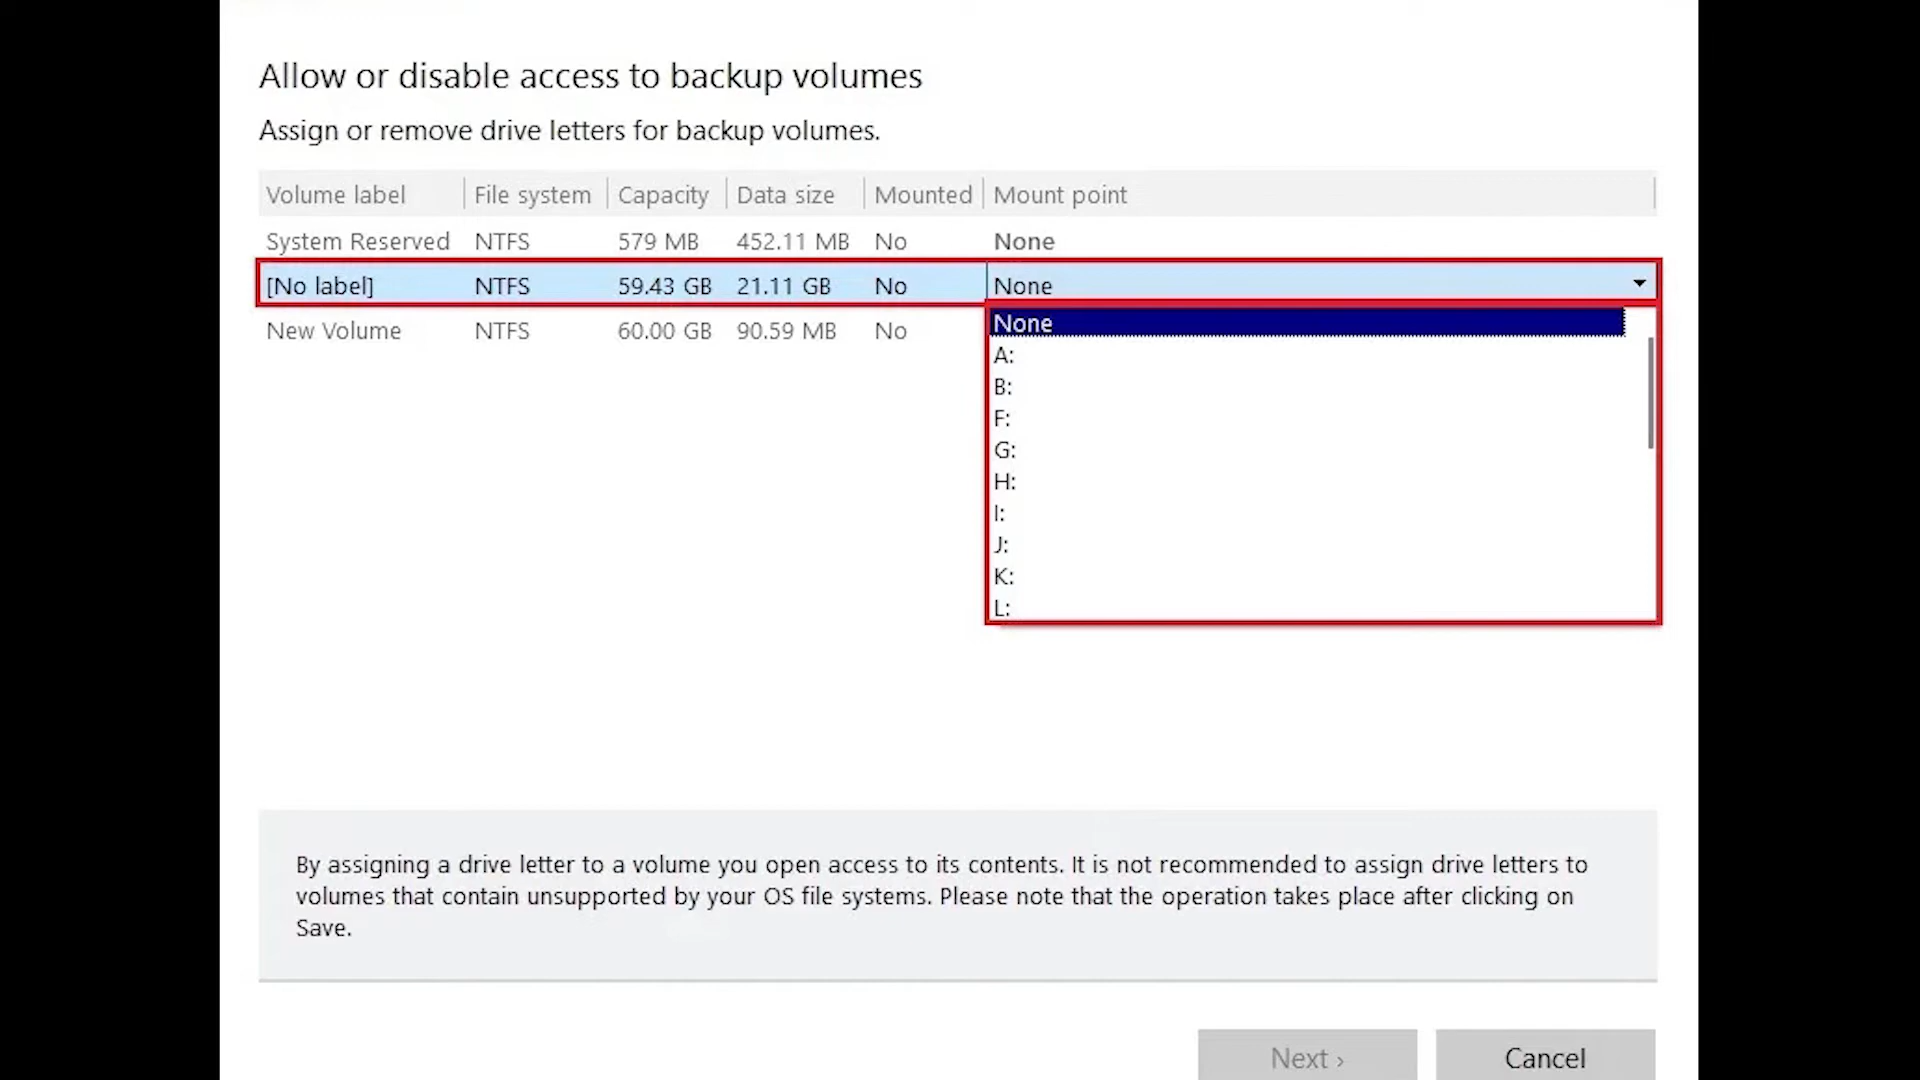 Allow or disable access to backup volumes
Assign or remove drive letters for backup volumes.
Volume label File system Capacity Data size Mounted Mount point
System Reserved NTFS 579 MB 452.11 MB No None
[No label] NTFS 59.43 GB 21.11 GB No None
New Volume NTFS 60.00 GB 90.59 MB No
None
A:
B:
F:
G:
H:
I:
J:
K:
L:
By assigning a drive letter to a volume you open access to its contents. It is not recommended to assign drive letters to
volumes that contain unsupported by your OS file systems. Please note that the operation takes place after clicking on
Save.
Next ›
Cancel